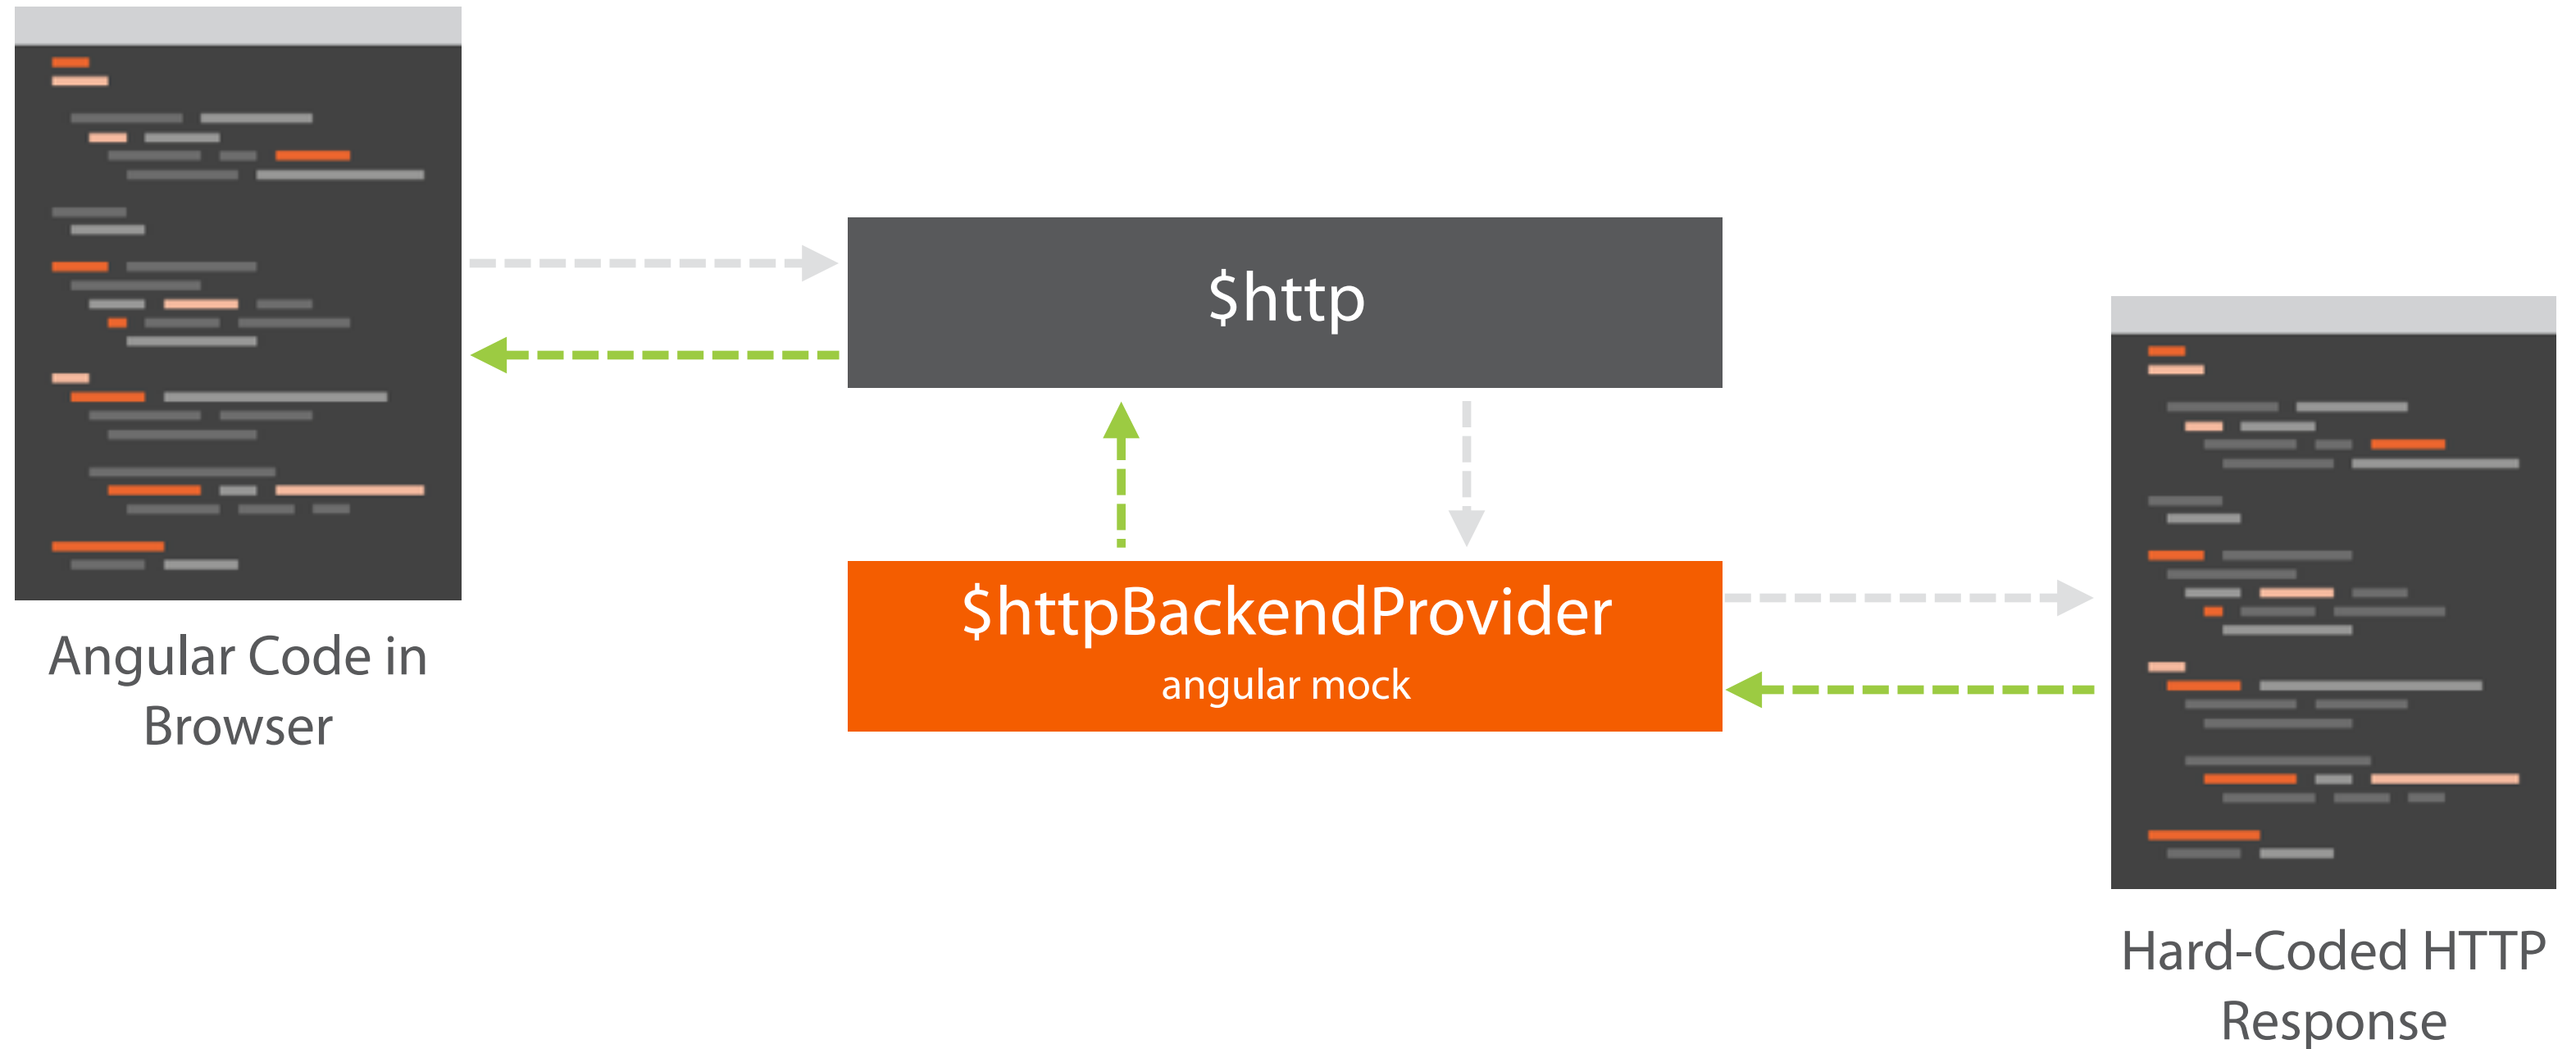 $http
$httpBackendProvider
angular mock
Angular Code in
Browser
Hard-Coded HTTP
Response